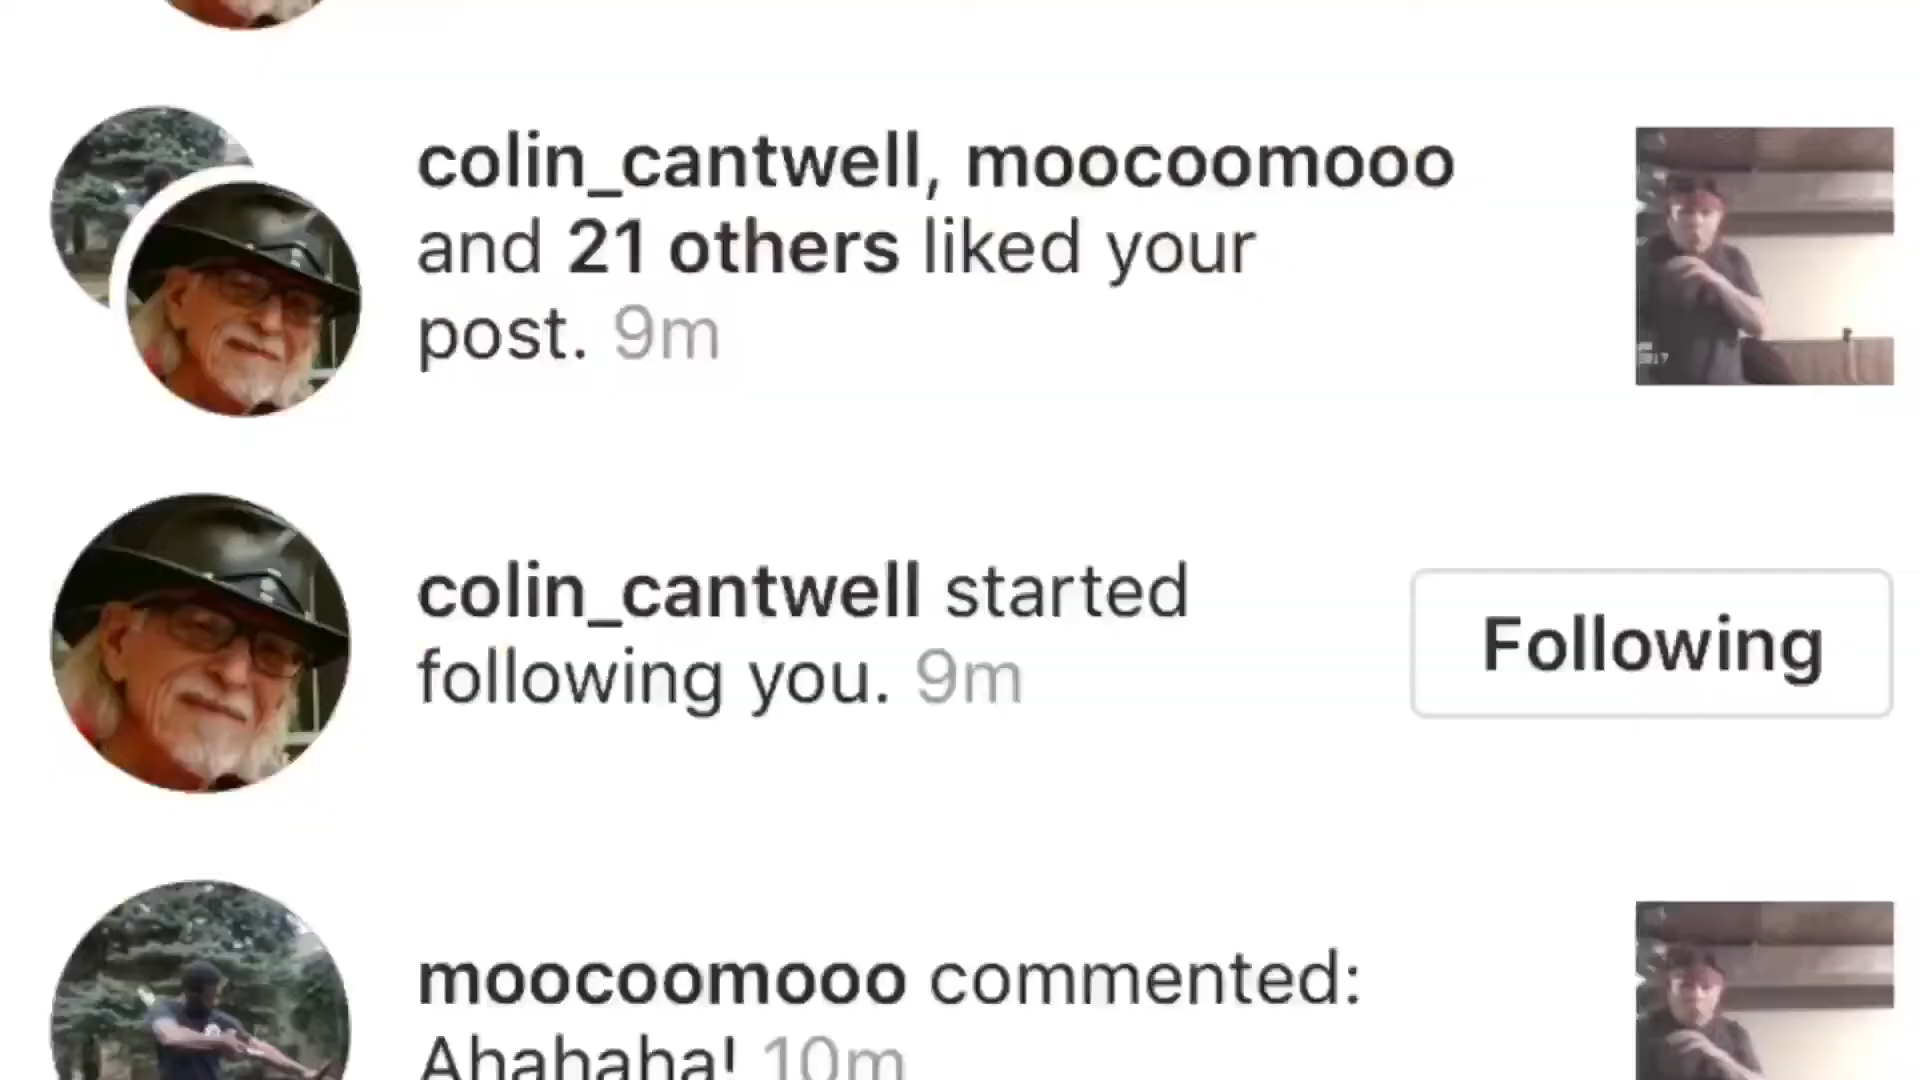 colin_cantwell, moocoomooo
and 21 others liked your
post. 9m
colin_cantwell started
following you. 9m
Following
moocoomooo commented:
Ahahaha! 10m